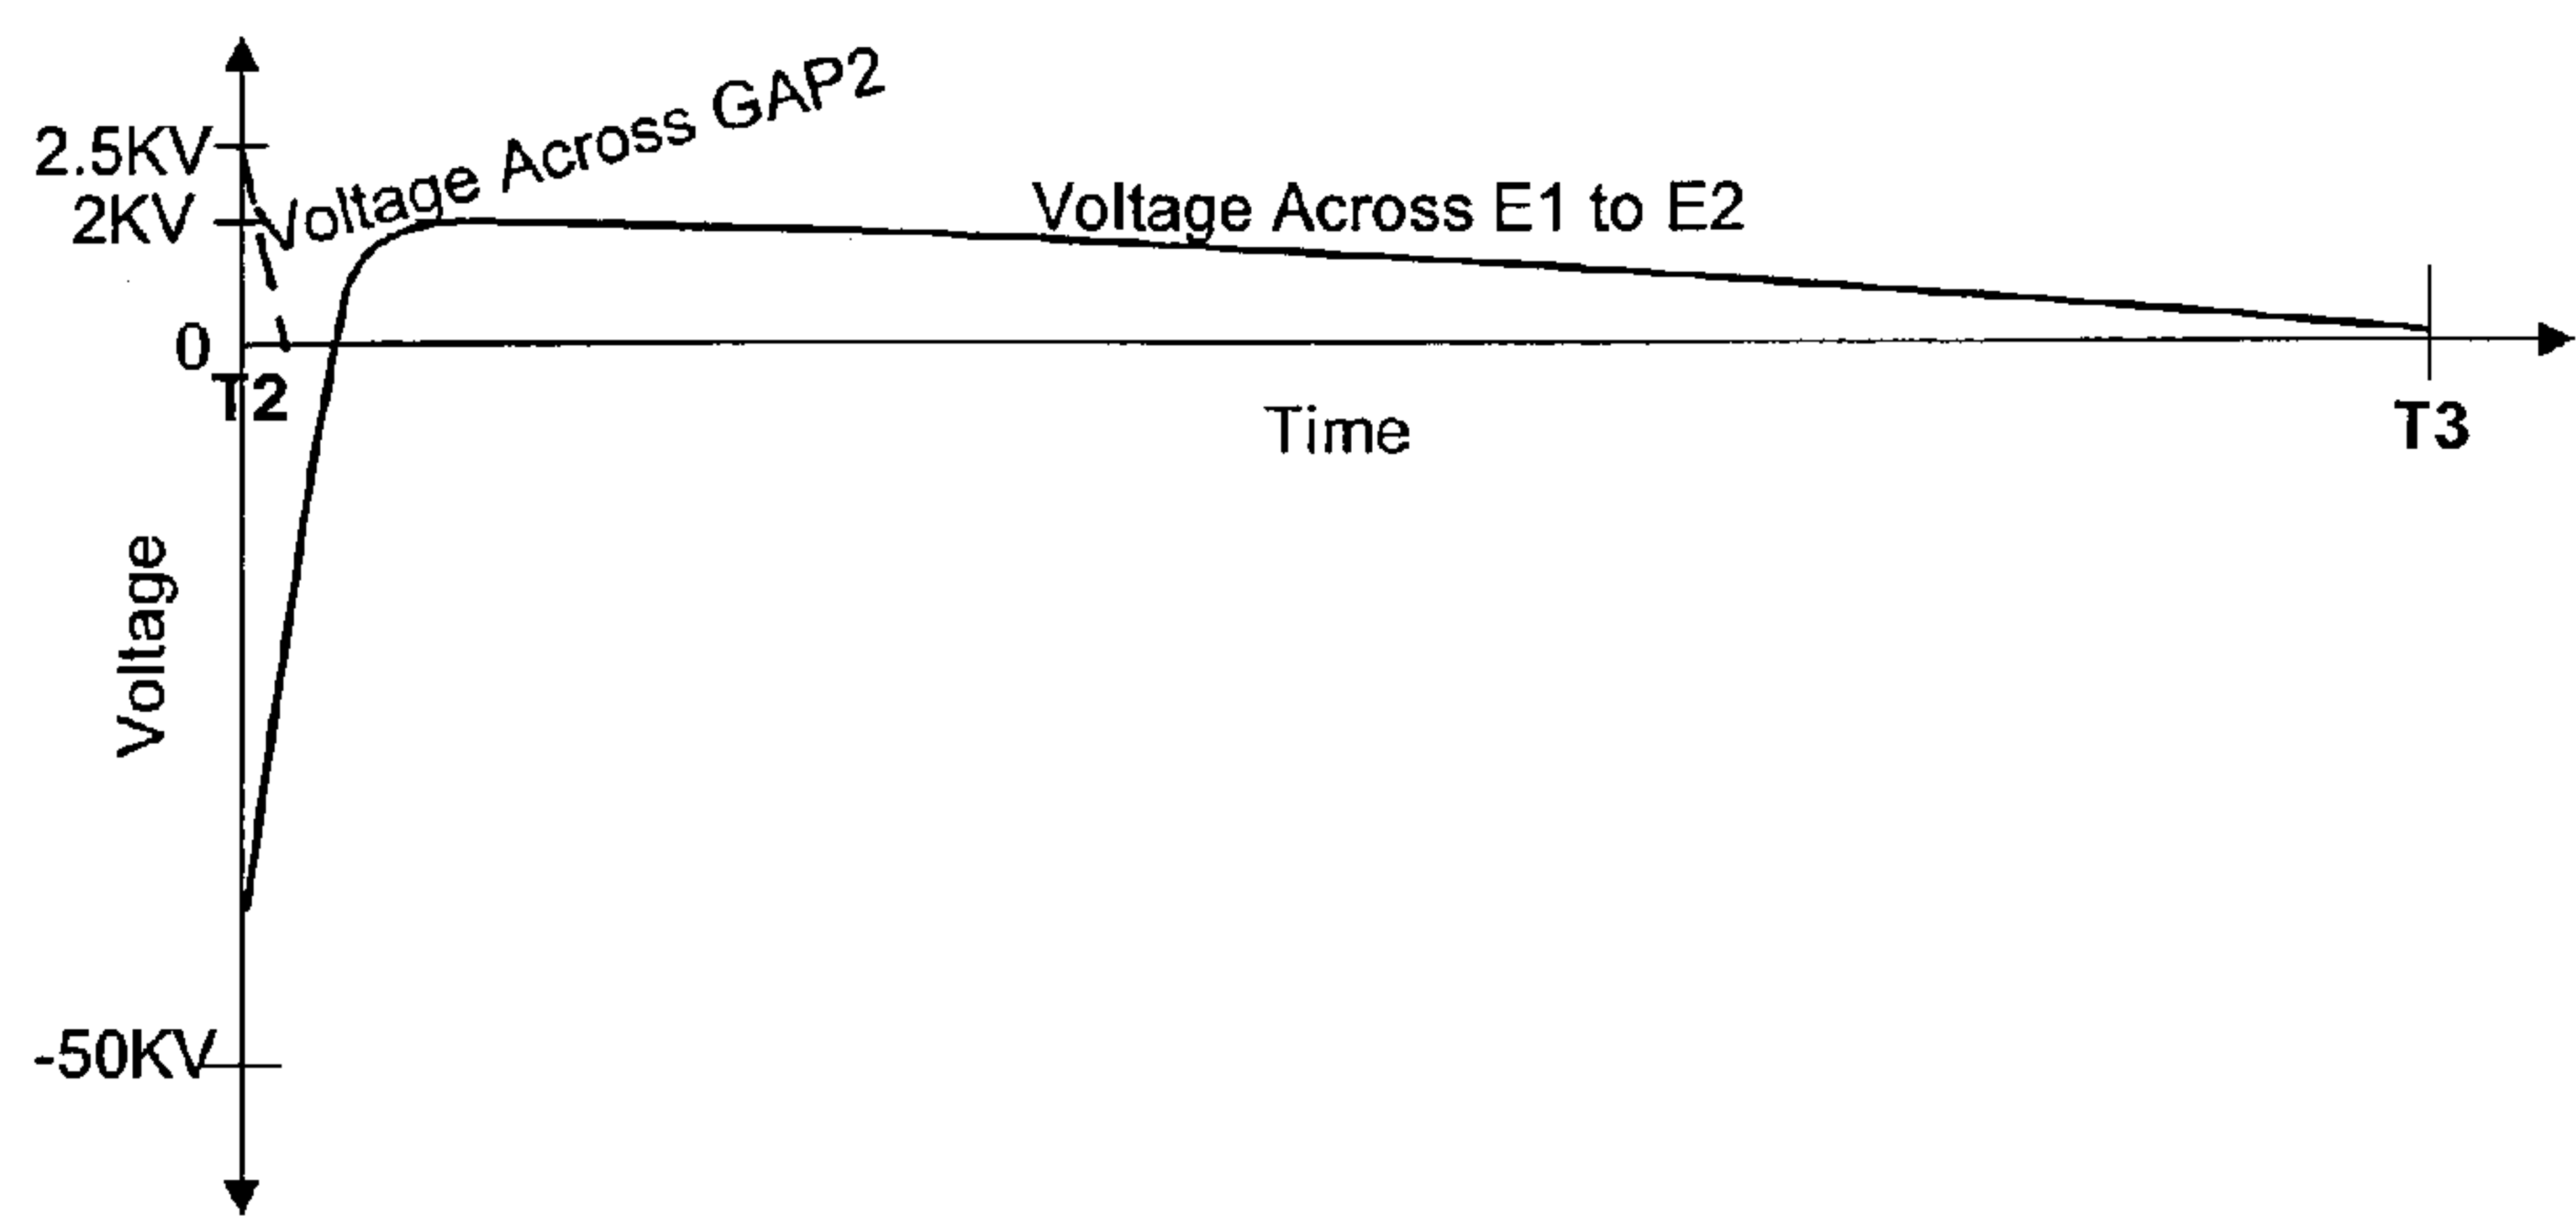 Voltage Across GAP2
2.5KV
2KV
Voltage Across E1 to E2
0
T2
Time
T3
Voltage
-50KV